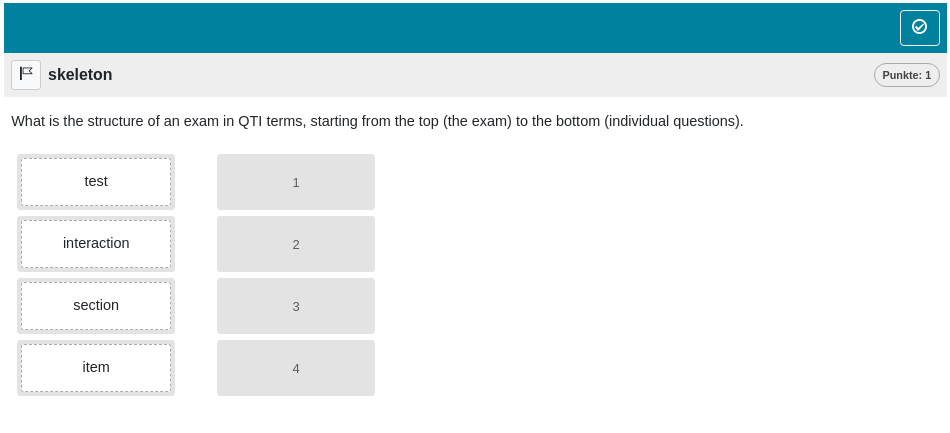 skeleton
Punkte: 1
What is the structure of an exam in QTI terms, starting from the top (the exam) to the bottom (individual questions).
test
1
interaction
2
section
3
item
4